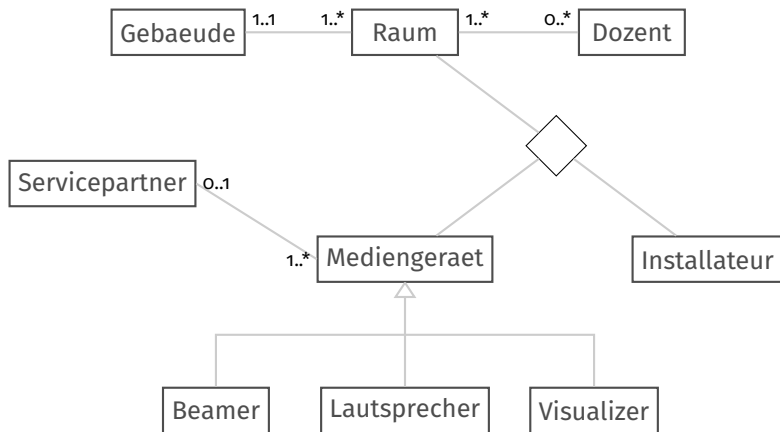 Gebaeude 1..1 1..* Raum 1..* 0..* Dozent
Servicepartner 0..1
1..* Mediengeraet Installateur
Beamer Lautsprecher Visualizer